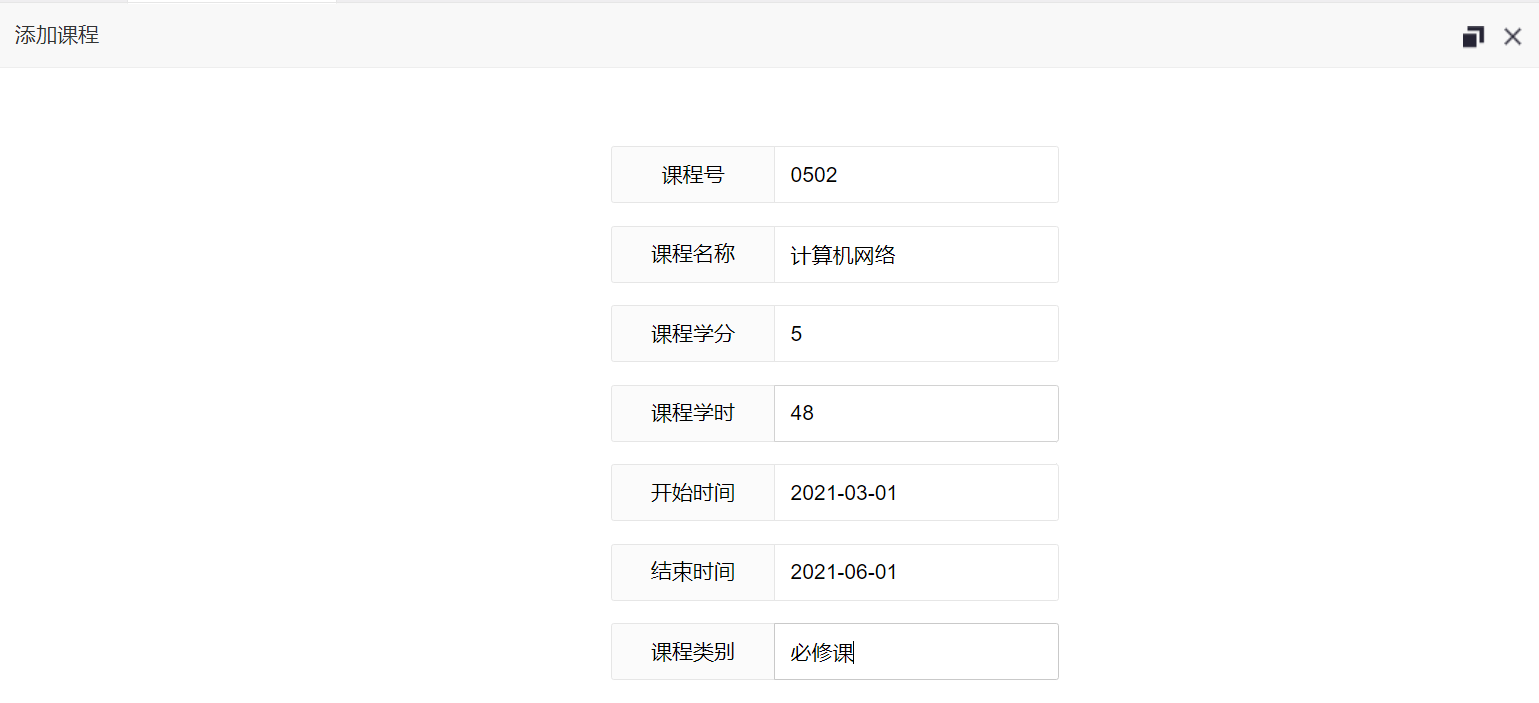 添加课程
课程号 0502
课程名称 计算机网络
课程学分 5
课程学时 48
开始时间 2021-03-01
结束时间 2021-06-01
课程类别 必修课